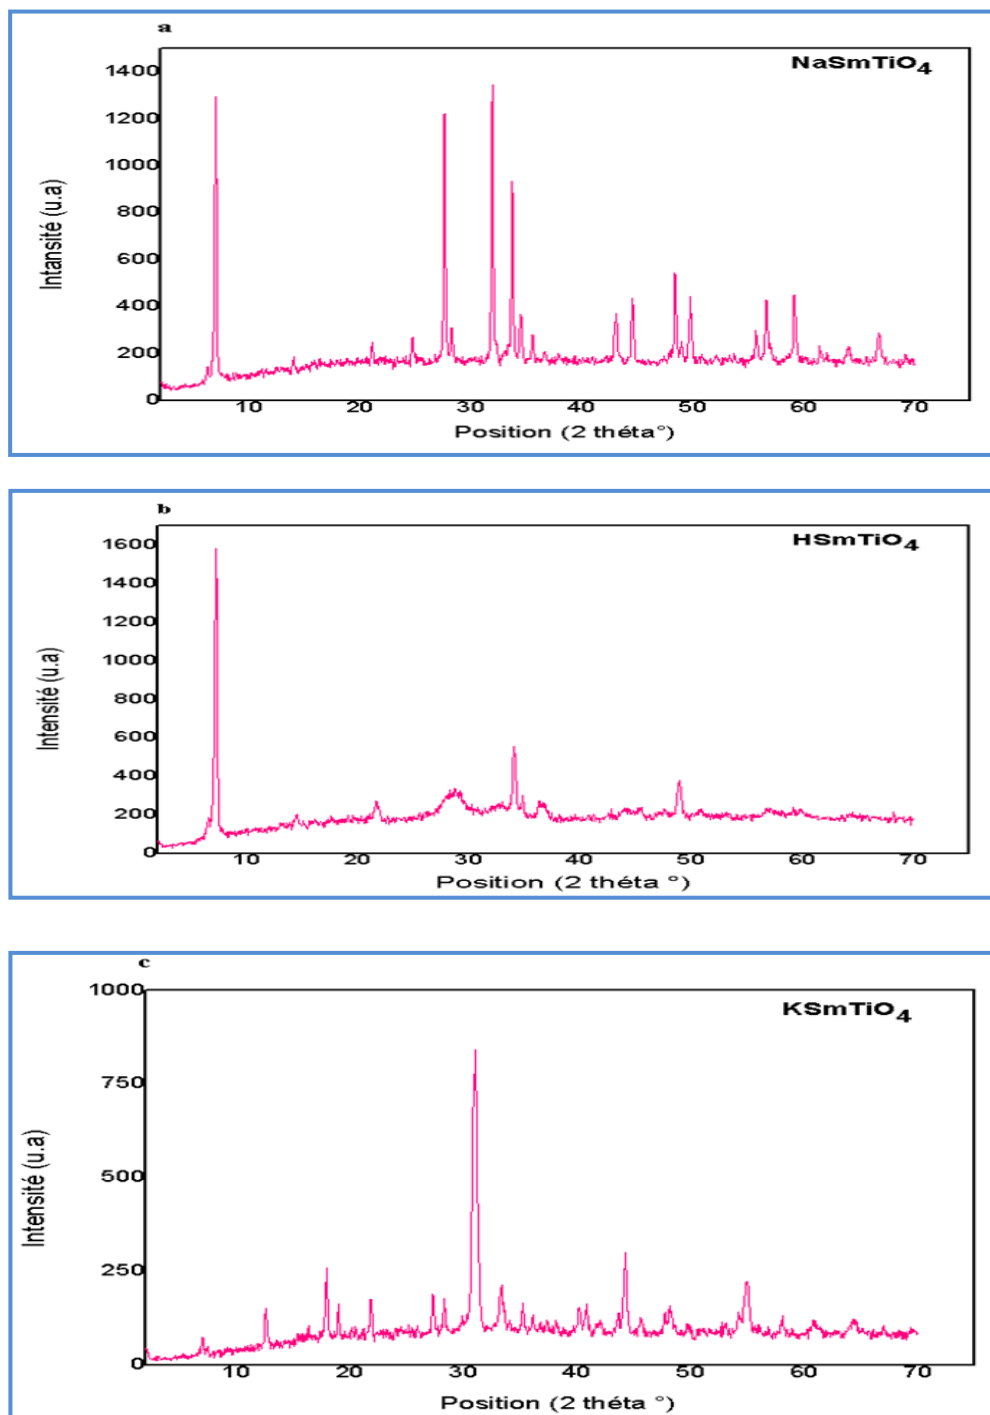 a
NaSmTiO4
1400
1200
1000
800
600
400
200
0
Intansité (u.a)
10 20 30 40 50 60 70
Position (2 théta°)
b
HSmTiO4
1600
1400
1200
1000
800
600
400
200
0
Intensité (u.a)
10 20 30 40 50 60 70
Position (2 théta °)
c
KSmTiO4
1000
750
500
250
0
Intensité (u.a)
10 20 30 40 50 60 70
Position (2 théta °)